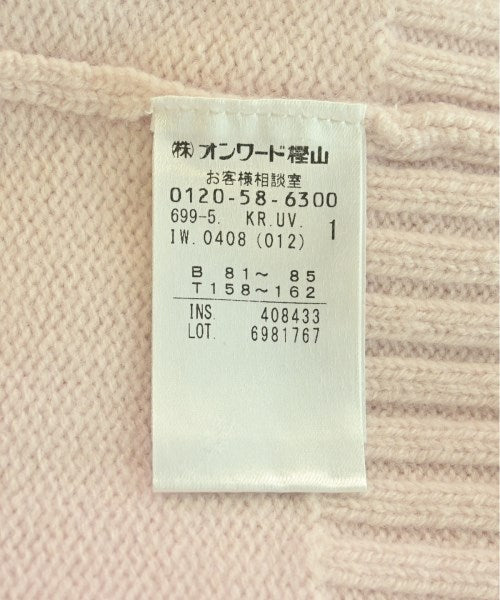 ㈱オンワード樫山
お客様相談室
0120-58-6300
699-5. KR.UV. 1
IW.0408(012)
B 81～ 85
T158～162
INS. 408433
LOT. 6981767